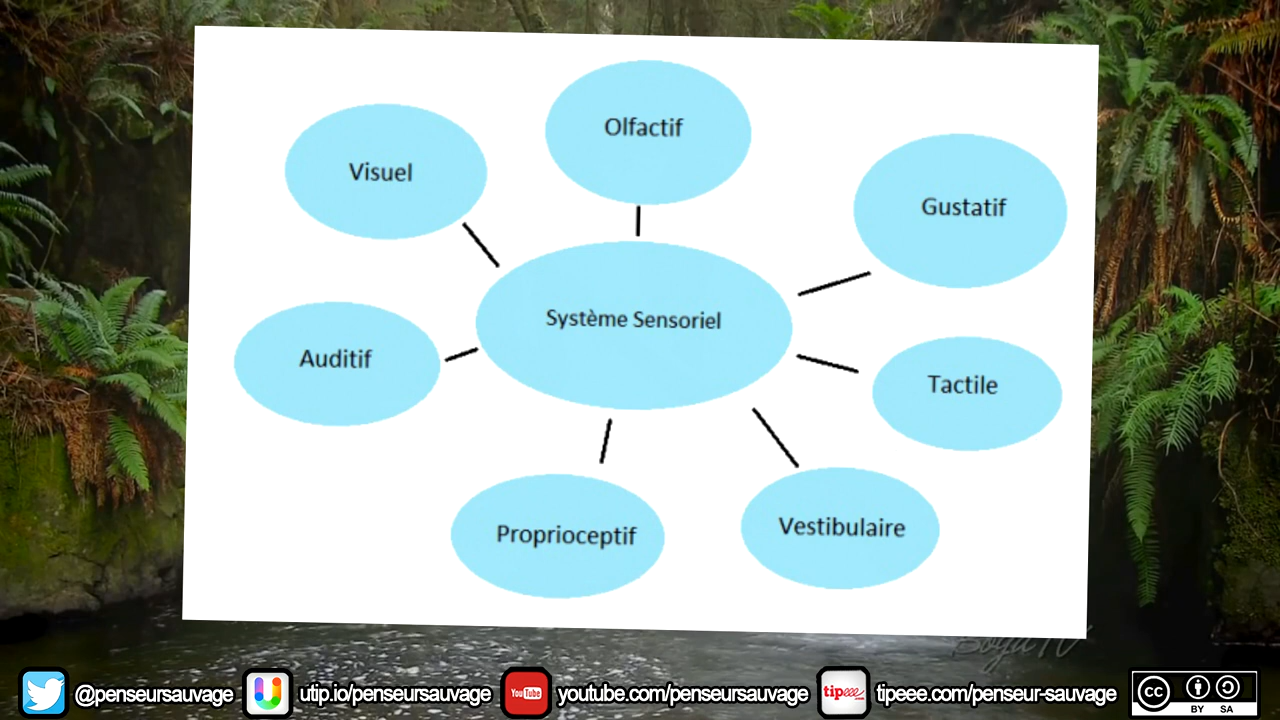 Olfactif
Visuel
Gustatif
Système Sensoriel
Auditif
Tactile
Proprioceptif
Vestibulaire
@penseursauvage
utip.io/penseursauvage
YouTube
youtube.com/penseursauvage
tipeee
tipeee.com/penseur-sauvage
cc
BY SA